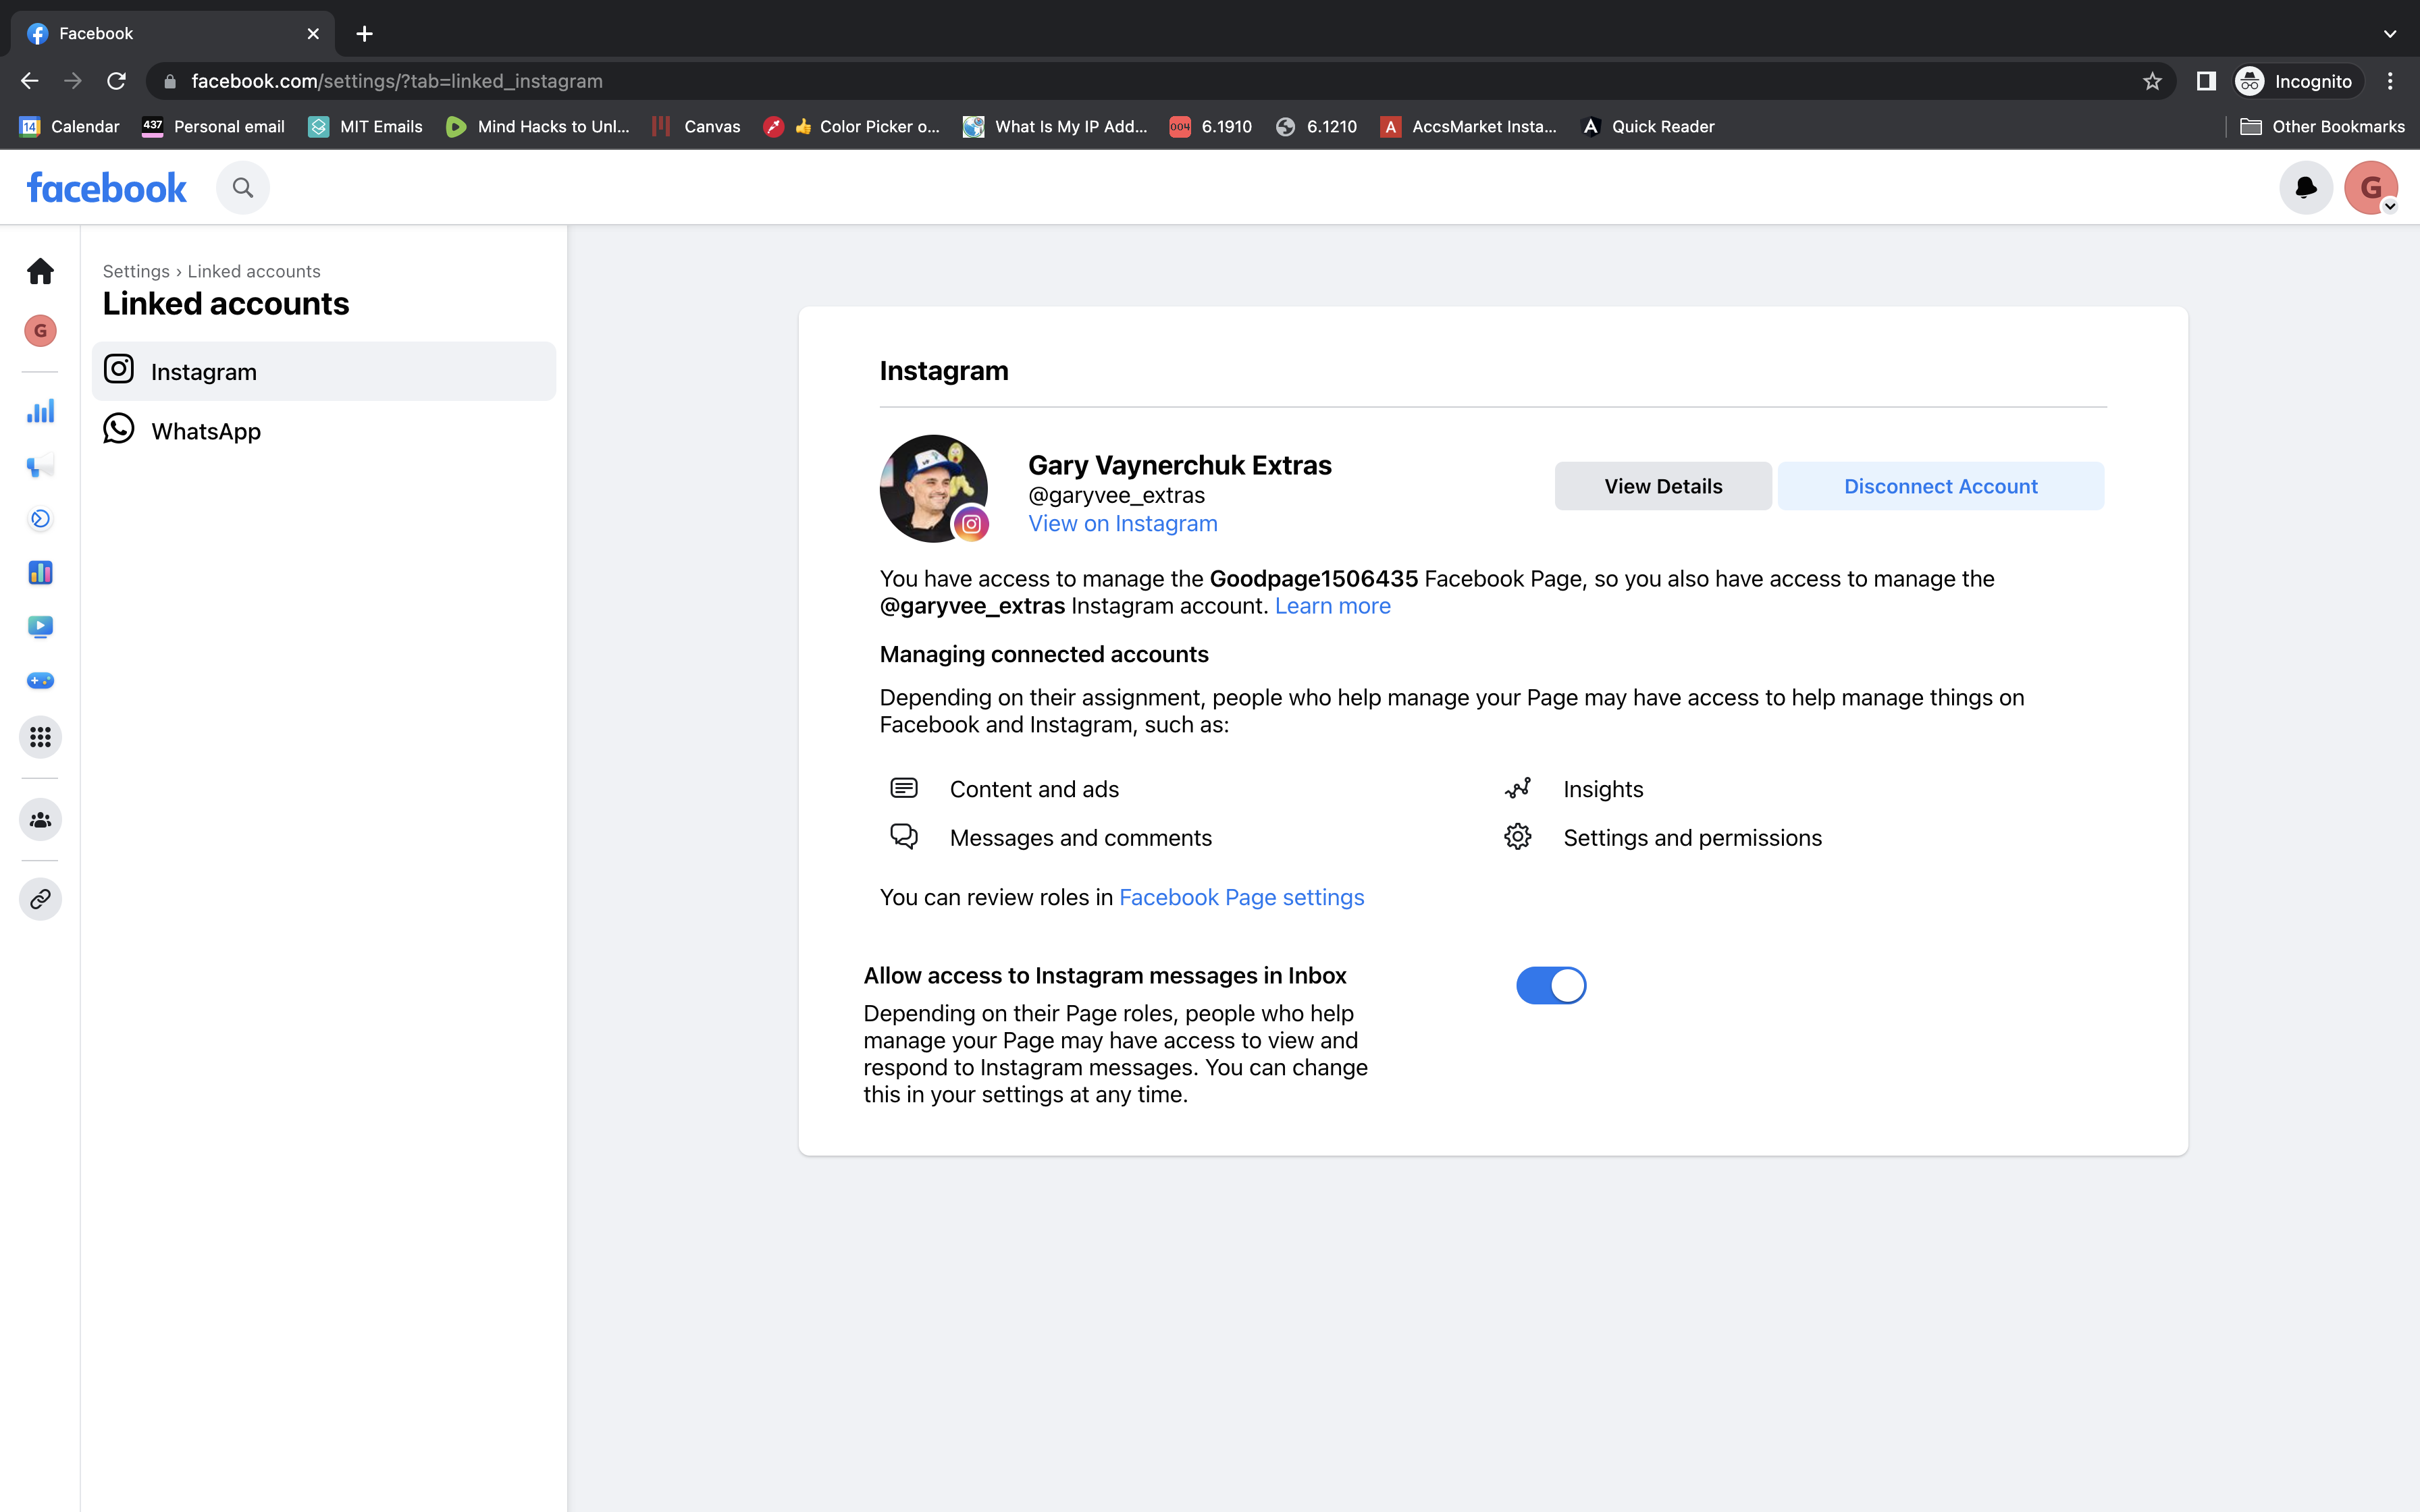 Facebook
facebook.com/settings/?tab=linked_instagram
Incognito
14 Calendar
437 Personal email
MIT Emails
Mind Hacks to Unl...
Canvas
Color Picker o...
What Is My IP Add...
004 6.1910
6.1210
A AccsMarket Insta...
Quick Reader
Other Bookmarks
facebook
G
G
Settings › Linked accounts
Linked accounts
Instagram
WhatsApp
Instagram
Gary Vaynerchuk Extras
@garyvee_extras
View on Instagram
View Details
Disconnect Account
You have access to manage the Goodpage1506435 Facebook Page, so you also have access to manage the
@garyvee_extras Instagram account. Learn more
Managing connected accounts
Depending on their assignment, people who help manage your Page may have access to help manage things on
Facebook and Instagram, such as:
Content and ads
Insights
Messages and comments
Settings and permissions
You can review roles in Facebook Page settings
Allow access to Instagram messages in Inbox
Depending on their Page roles, people who help
manage your Page may have access to view and
respond to Instagram messages. You can change
this in your settings at any time.